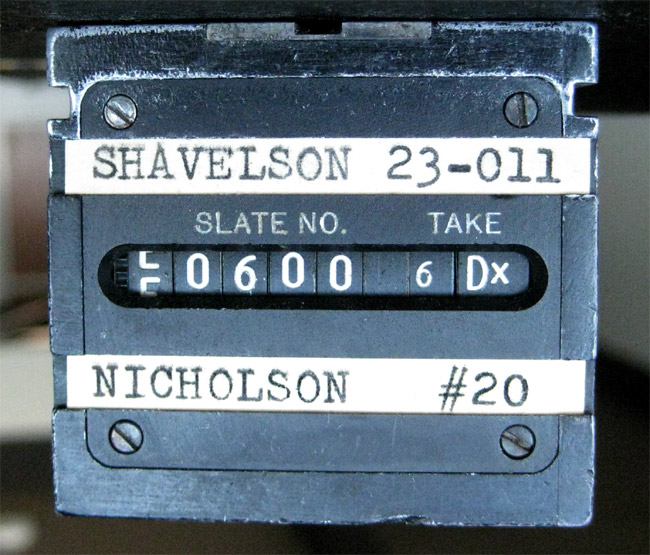 SHAVELSON 23-011
SLATE NO. TAKE
0600 6 Dx
NICHOLSON #20